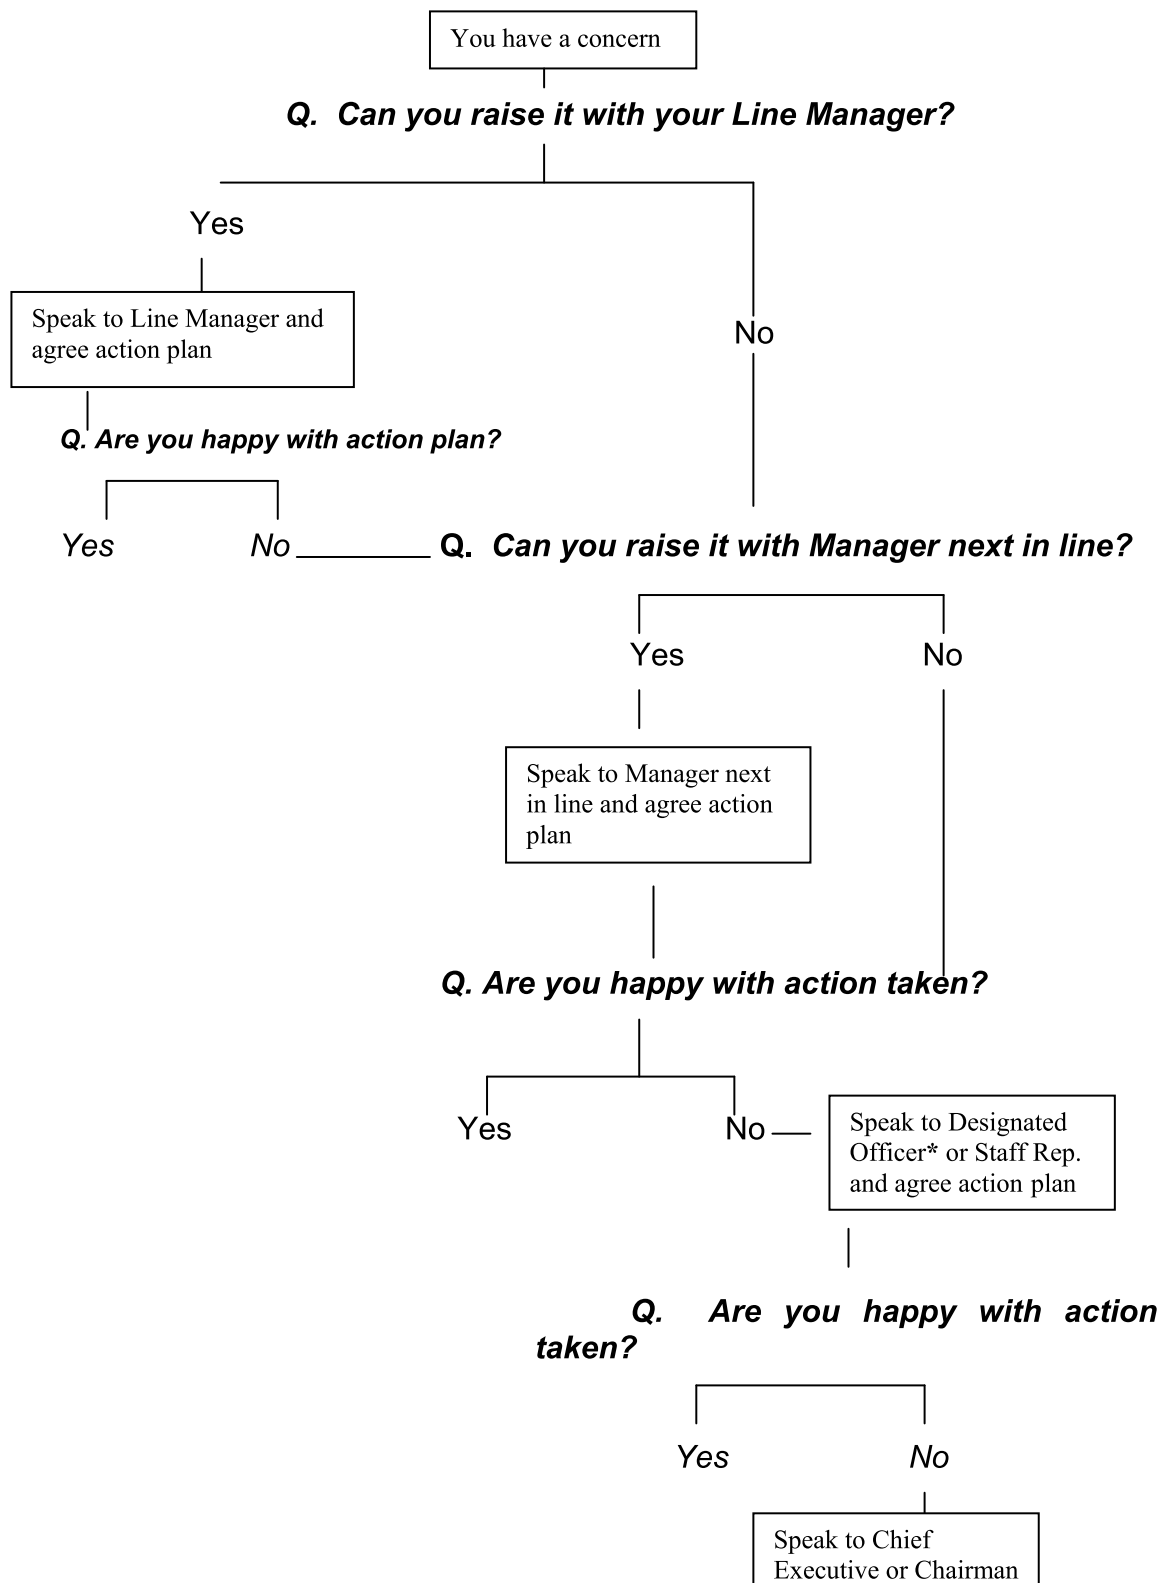 You have a concern
Q. Can you raise it with your Line Manager?
Yes
Speak to Line Manager and
agree action plan
No
Q. Are you happy with action plan?
Yes No Q. Can you raise it with Manager next in line?
Yes No
Speak to Manager next
in line and agree action
plan
Q. Are you happy with action taken?
Yes No
Speak to Designated
Officer* or Staff Rep.
and agree action plan
Q. Are you happy with action
taken?
Yes No
Speak to Chief
Executive or Chairman